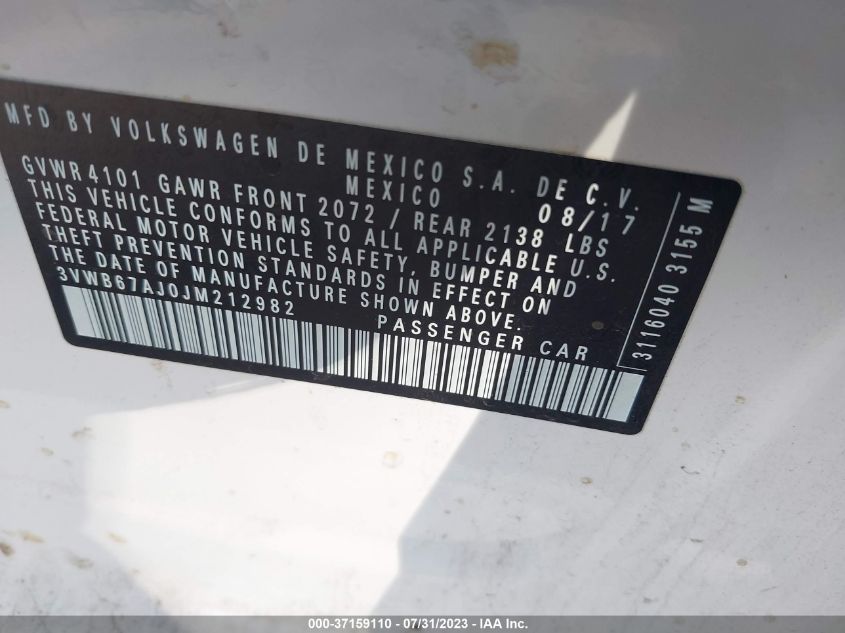 MFD BY VOLKSWAGEN DE MEXICO S.A. DE C.V.
MEXICO 08/17
GVWR 4101 GAWR FRONT 2072 / REAR 2138 LBS
THIS VEHICLE CONFORMS TO ALL APPLICABLE U.S.
FEDERAL MOTOR VEHICLE SAFETY, BUMPER AND
THEFT PREVENTION STANDARDS IN EFFECT ON
THE DATE OF MANUFACTURE SHOWN ABOVE.
3VWB67AJ0JM212982 PASSENGER CAR
3116040 3155 M
000-37159110 - 07/31/2023 - IAA Inc.